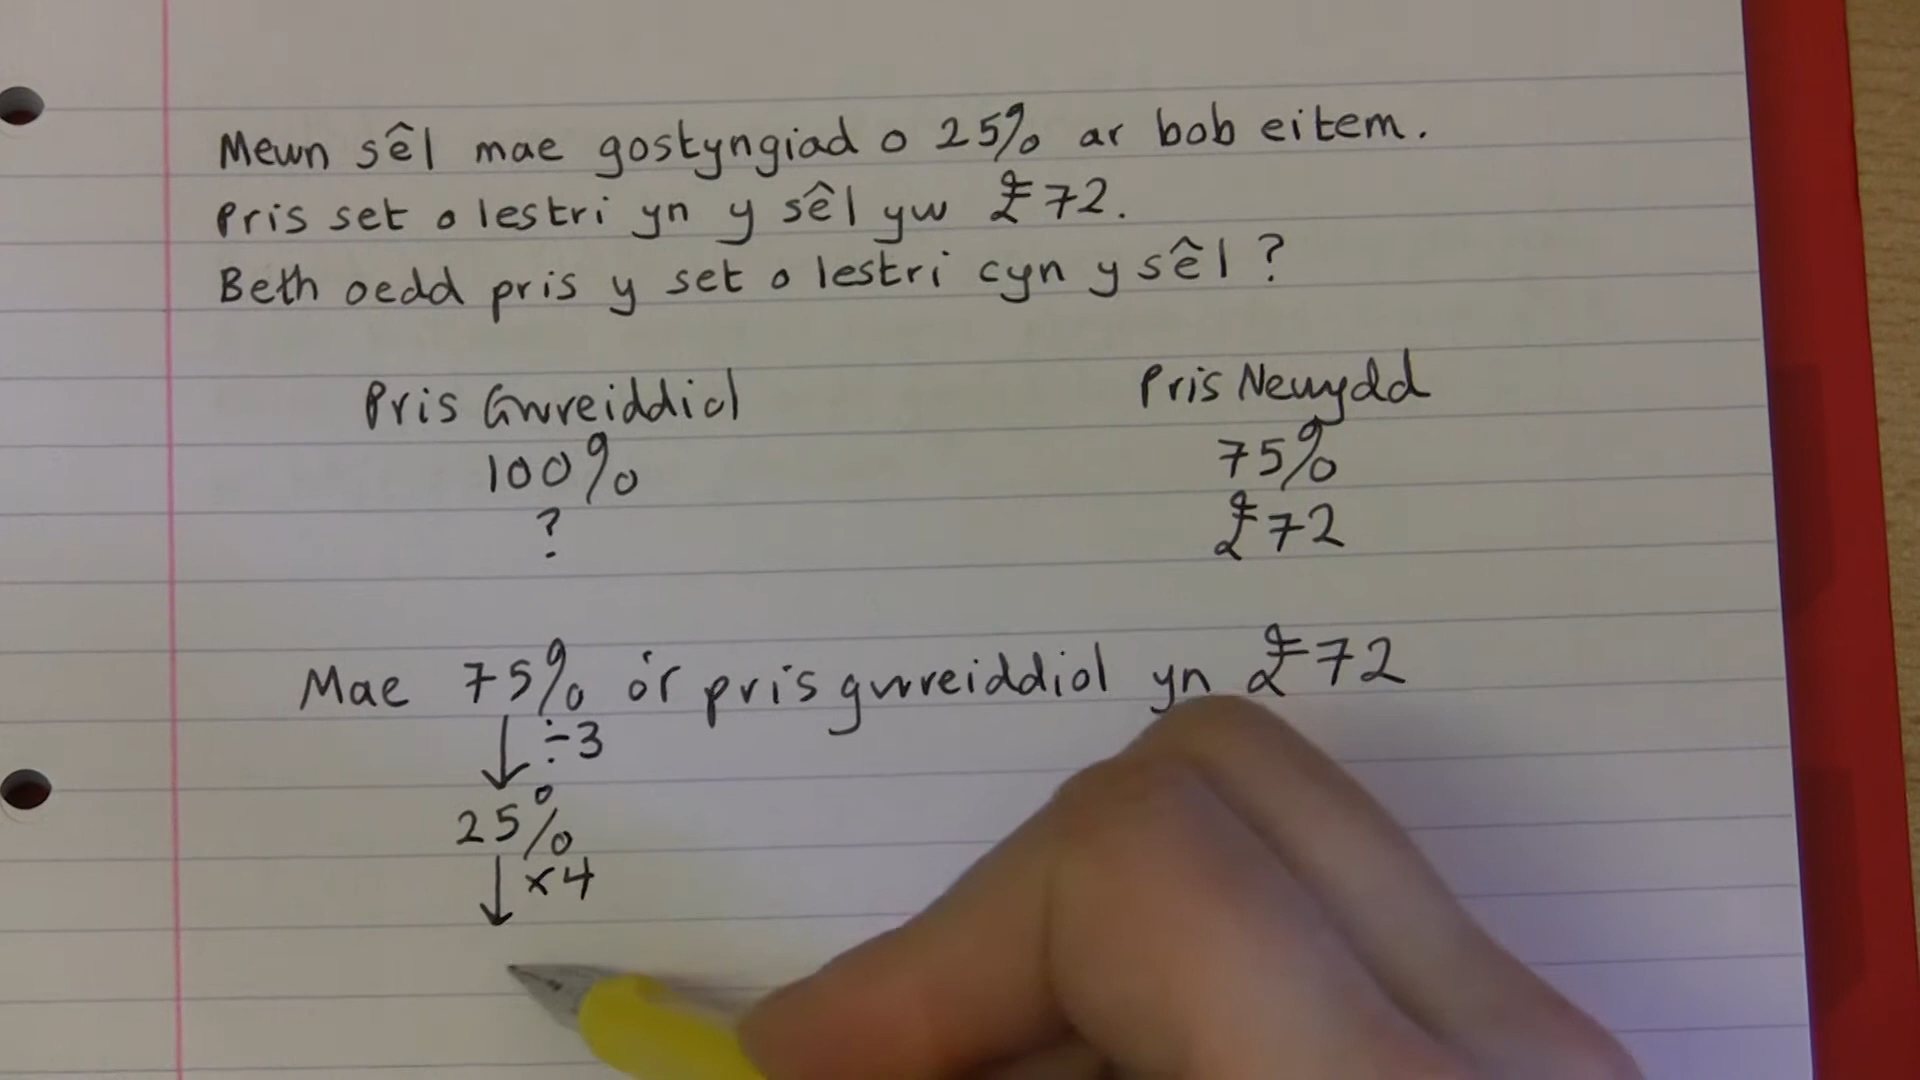 Mewn sêl mae gostyngiad o 25% ar bob eitem.
Pris set o lestri yn y sêl yw £72.
Beth oedd pris y set o lestri cyn y sêl?
Pris Gwreiddiol
100%
?
Pris Newydd
75%
£72
Mae 75% o'r pris gwreiddiol yn £72
÷3
25%
×4